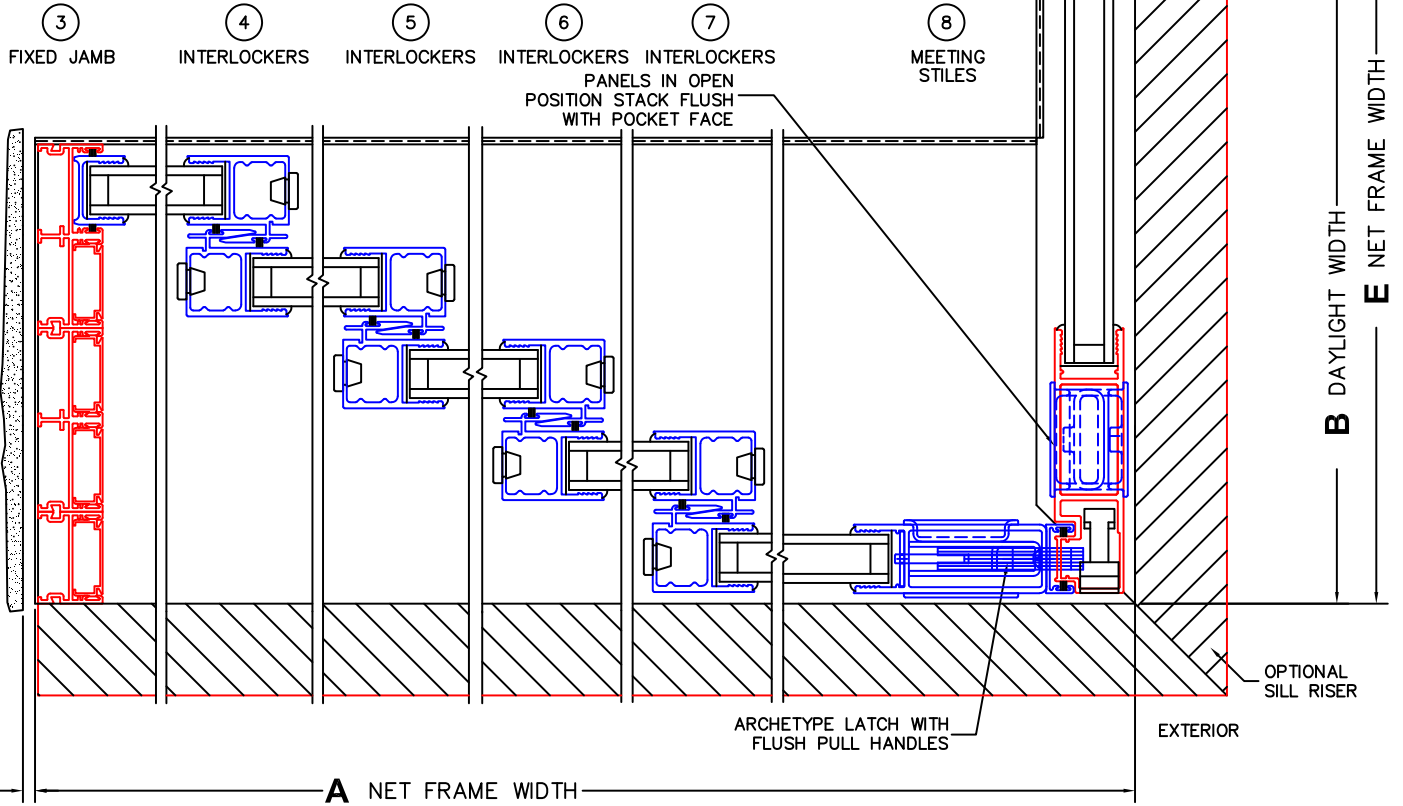 3
FIXED JAMB
4
INTERLOCKERS
5
INTERLOCKERS
6
INTERLOCKERS
7
INTERLOCKERS
8
MEETING
STILES
PANELS IN OPEN
POSITION STACK FLUSH
WITH POCKET FACE
B DAYLIGHT WIDTH
E NET FRAME WIDTH
OPTIONAL
SILL RISER
ARCHETYPE LATCH WITH
FLUSH PULL HANDLES
EXTERIOR
A NET FRAME WIDTH